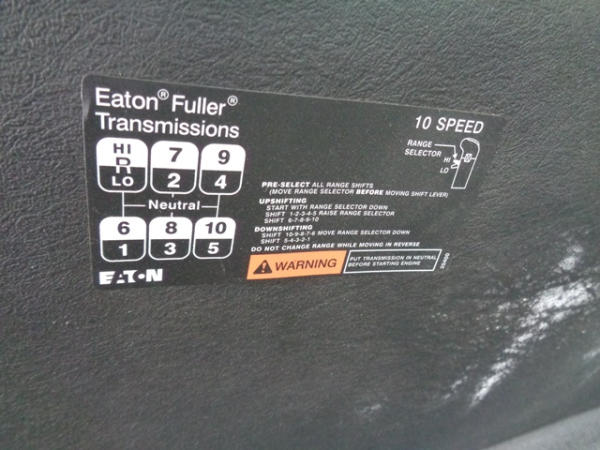 Eaton® Fuller®
Transmissions
10 SPEED
HI R LO
7 2
9 4
Neutral
6 1
8 3
10 5
RANGE
SELECTOR
HI
LO
PRE-SELECT ALL RANGE SHIFTS
(MOVE RANGE SELECTOR BEFORE MOVING SHIFT LEVER)
UPSHIFTING
START WITH RANGE SELECTOR DOWN
SHIFT 1-2-3-4-5 RAISE RANGE SELECTOR
SHIFT 6-7-8-9-10
DOWNSHIFTING
SHIFT 10-9-8-7-6 MOVE RANGE SELECTOR DOWN
SHIFT 5-4-3-2-1
DO NOT CHANGE RANGE WHILE MOVING IN REVERSE
WARNING
PUT TRANSMISSION IN NEUTRAL
BEFORE STARTING ENGINE
EATON